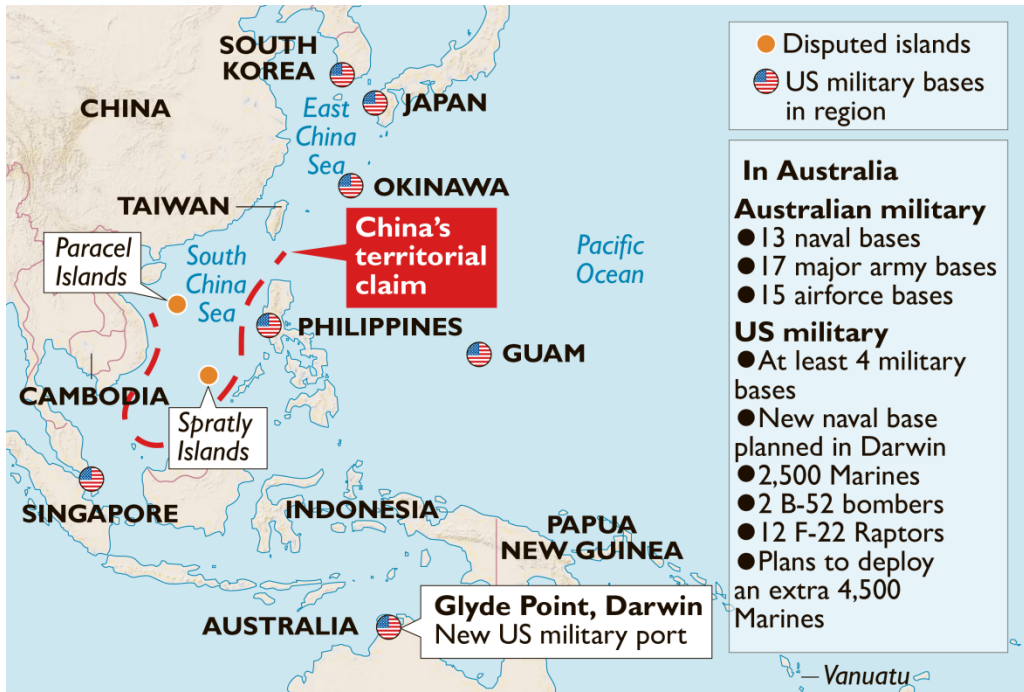 SOUTH
KOREA
CHINA
JAPAN
East
China
Sea
OKINAWA
TAIWAN
China's
territorial
claim
Paracel
Islands
South
China
Sea
Pacific
Ocean
PHILIPPINES
GUAM
CAMBODIA
Spratly
Islands
SINGAPORE
INDONESIA
PAPUA
NEW GUINEA
AUSTRALIA
Glyde Point, Darwin
New US military port
Vanuatu
Disputed islands
US military bases
in region
In Australia
Australian military
●13 naval bases
●17 major army bases
●15 airforce bases
US military
●At least 4 military
bases
●New naval base
planned in Darwin
●2,500 Marines
●2 B-52 bombers
●12 F-22 Raptors
●Plans to deploy
an extra 4,500
Marines